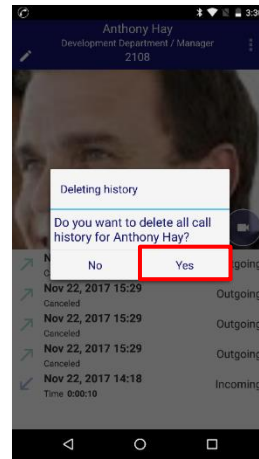 3:30
Anthony Hay
Development Department / Manager
2108
Deleting history
Do you want to delete all call
history for Anthony Hay?
No Yes
Nov 22, 2017 15:29 Outgoing
Canceled
Nov 22, 2017 15:29 Outgoing
Canceled
Nov 22, 2017 15:29 Outgoing
Canceled
Nov 22, 2017 14:18 Incoming
Time 0:00:10